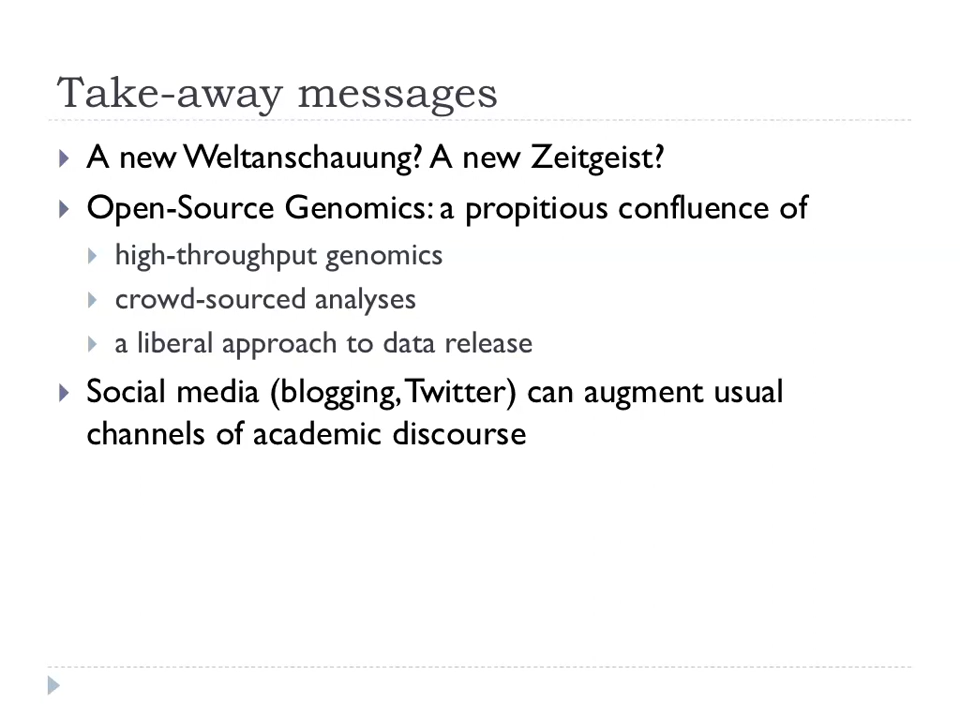 Take-away messages
A new Weltanschauung? A new Zeitgeist?
Open-Source Genomics: a propitious confluence of
high-throughput genomics
crowd-sourced analyses
a liberal approach to data release
Social media (blogging, Twitter) can augment usual
channels of academic discourse